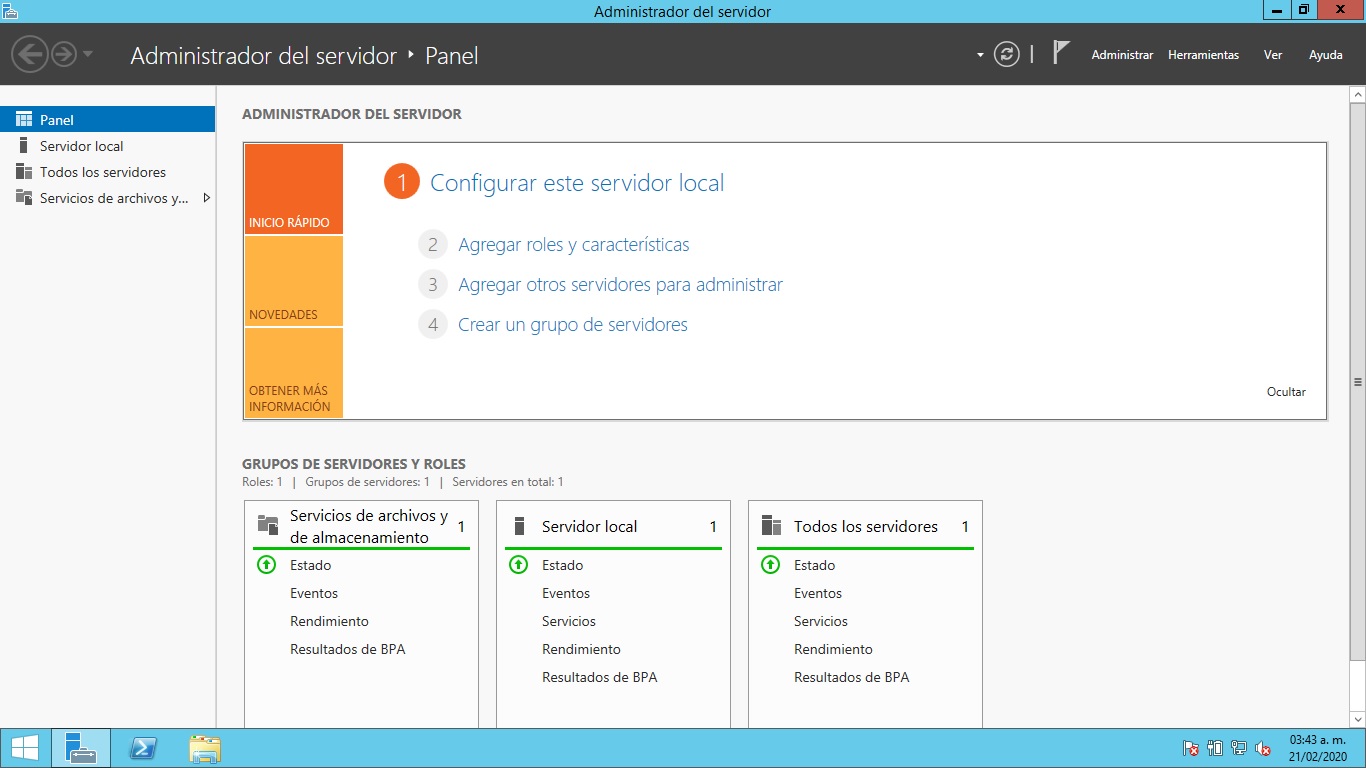 Administrador del servidor
Administrador del servidor ‣ Panel
Administrar Herramientas Ver Ayuda
Panel
Servidor local
Todos los servidores
Servicios de archivos y...
ADMINISTRADOR DEL SERVIDOR
INICIO RÁPIDO
NOVEDADES
OBTENER MÁS
INFORMACIÓN
1 Configurar este servidor local
2 Agregar roles y características
3 Agregar otros servidores para administrar
4 Crear un grupo de servidores
Ocultar
GRUPOS DE SERVIDORES Y ROLES
Roles: 1 | Grupos de servidores: 1 | Servidores en total: 1
Servicios de archivos y
de almacenamiento 1
Estado
Eventos
Rendimiento
Resultados de BPA
Servidor local 1
Estado
Eventos
Servicios
Rendimiento
Resultados de BPA
Todos los servidores 1
Estado
Eventos
Servicios
Rendimiento
Resultados de BPA
03:43 a. m.
21/02/2020